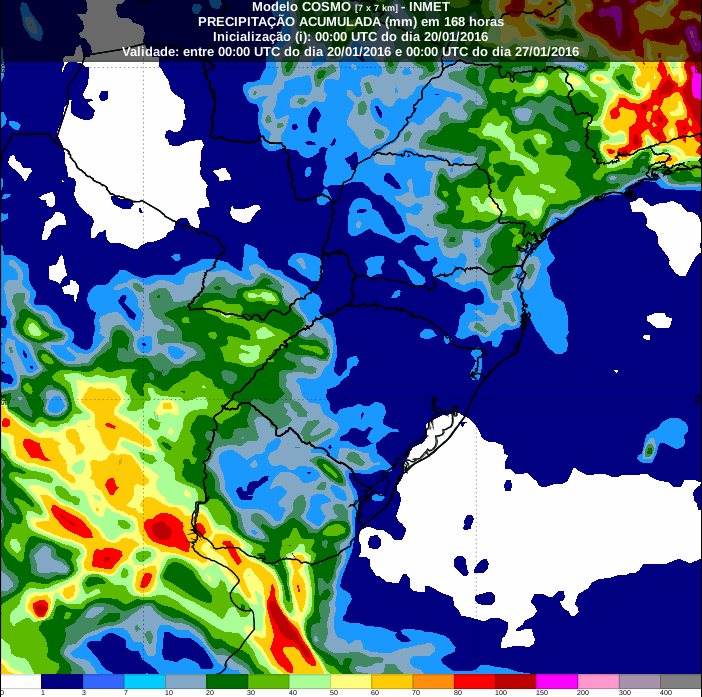 Modelo COSMO [7 x 7 km] - INMET
PRECIPITAÇÃO ACUMULADA (mm) em 168 horas
Inicialização (i): 00:00 UTC do dia 20/01/2016
Validade: entre 00:00 UTC do dia 20/01/2016 e 00:00 UTC do dia 27/01/2016
0 1 3 7 10 20 30 40 50 60 70 80 100 150 200 300 400